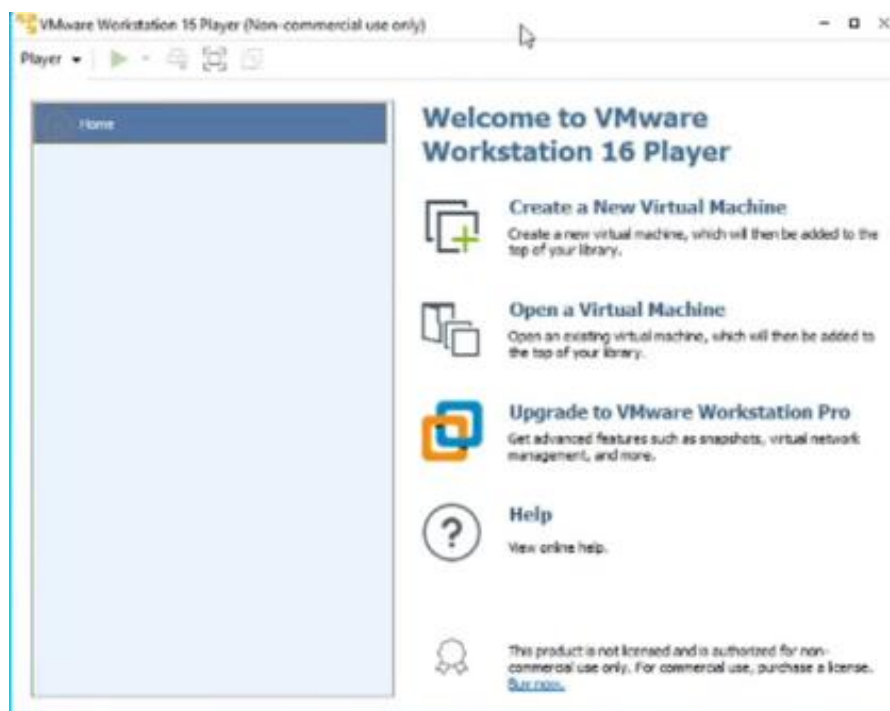 VMware Workstation 16 Player (Non-commercial use only)
Player
Home
Welcome to VMware
Workstation 16 Player
Create a New Virtual Machine
Create a new virtual machine, which will then be added to the
top of your library.
Open a Virtual Machine
Open an existing virtual machine, which will then be added to
the top of your library.
Upgrade to VMware Workstation Pro
Get advanced features such as snapshots, virtual network
management, and more.
Help
View online help.
This product is not licensed and is authorized for non-
commercial use only. For commercial use, purchase a license.
Buy now.